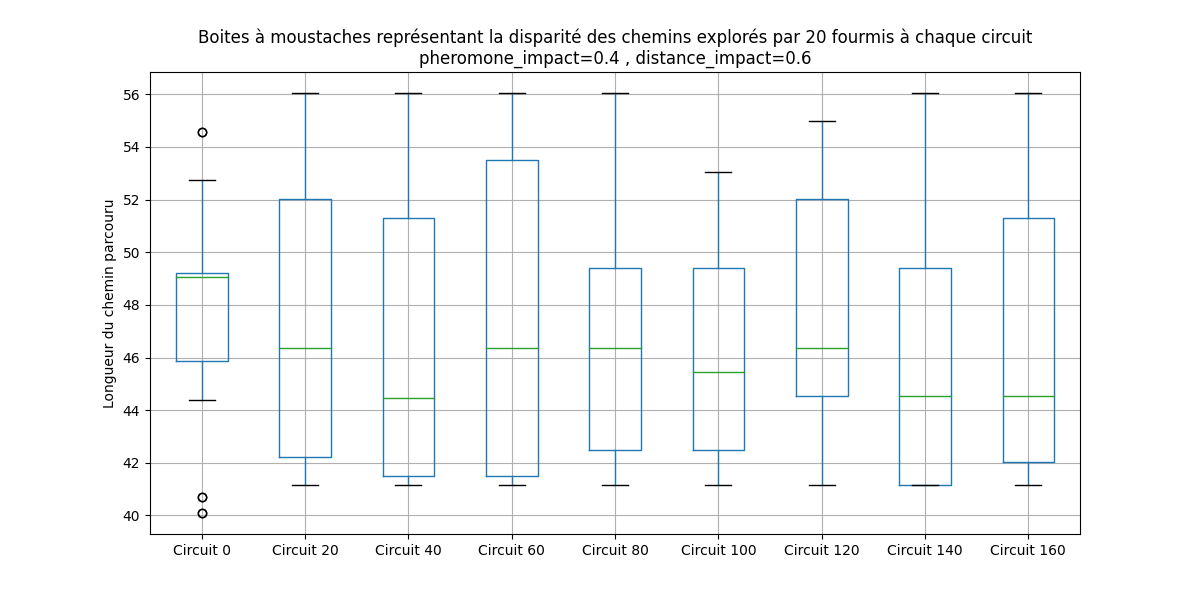 Boites à moustaches représentant la disparité des chemins explorés par 20 fourmis à chaque circuit
pheromone_impact=0.4 , distance_impact=0.6
Longueur du chemin parcouru
56
54
52
50
48
46
44
42
40
Circuit 0 Circuit 20 Circuit 40 Circuit 60 Circuit 80 Circuit 100 Circuit 120 Circuit 140 Circuit 160